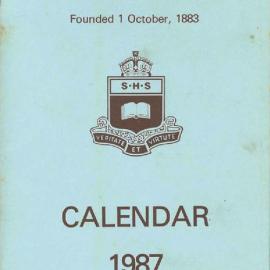 Founded 1 October, 1883
S·H·S
VERITATE ET VIRTUTE
CALENDAR
1987